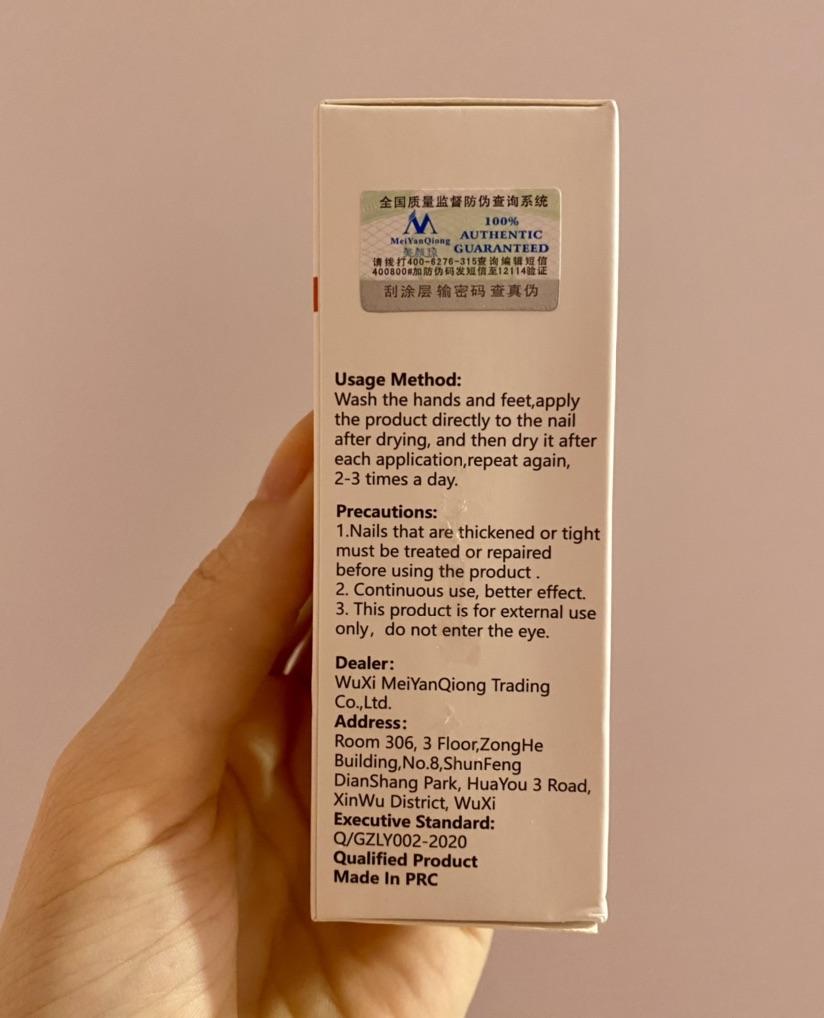 全国质量监督防伪查询系统
MeiYanQiong
美颜琼
100%
AUTHENTIC
GUARANTEED
请拨打400-6276-315查询编辑短信
400800#加防伪码发短信至12114验证
刮涂层 输密码 查真伪
Usage Method:
Wash the hands and feet,apply
the product directly to the nail
after drying, and then dry it after
each application,repeat again,
2-3 times a day.
Precautions:
1.Nails that are thickened or tight
must be treated or repaired
before using the product .
2. Continuous use, better effect.
3. This product is for external use
only，do not enter the eye.
Dealer:
WuXi MeiYanQiong Trading
Co.,Ltd.
Address:
Room 306, 3 Floor,ZongHe
Building,No.8,ShunFeng
DianShang Park, HuaYou 3 Road,
XinWu District, WuXi
Executive Standard:
Q/GZLY002-2020
Qualified Product
Made In PRC